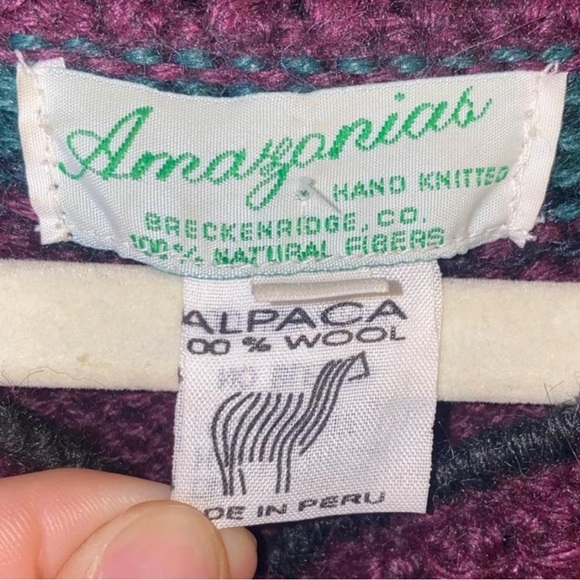 Amazonias
HAND KNITTED
BRECKENRIDGE, CO.
100% NATURAL FIBERS
ALPACA
00 % WOOL
DE IN PERU